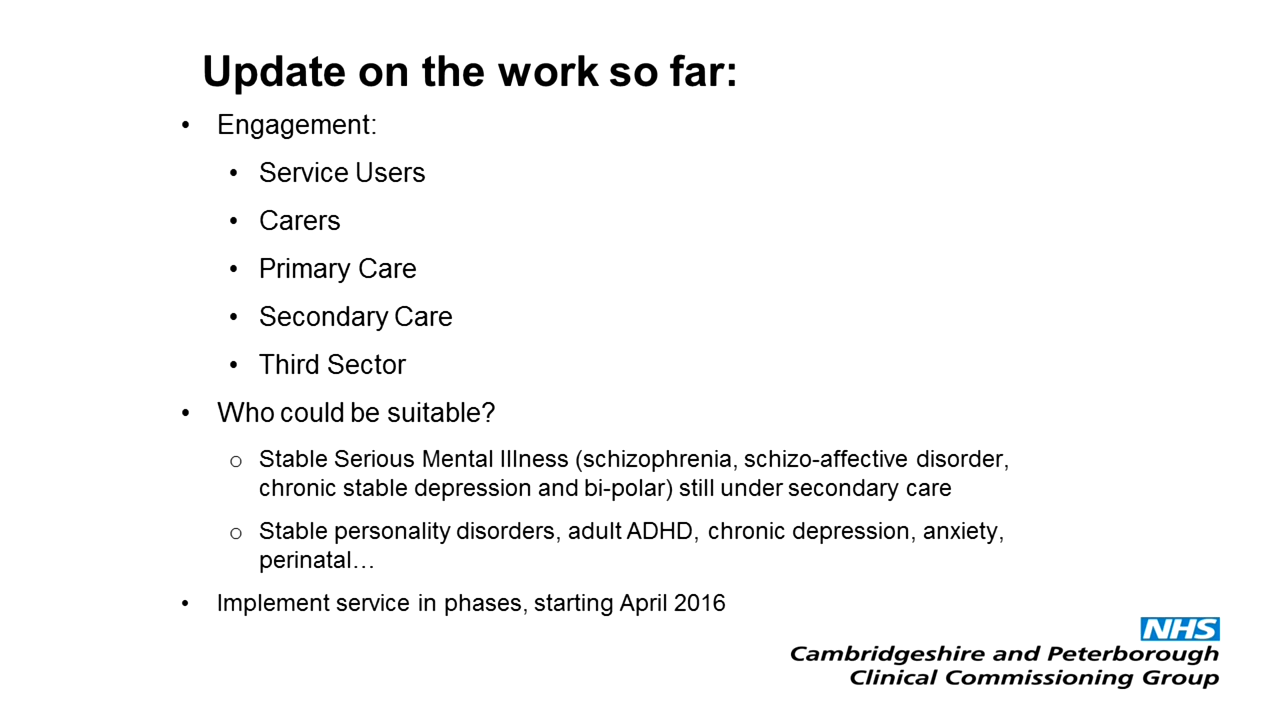 Update on the work so far:
• Engagement:
• Service Users
• Carers
• Primary Care
• Secondary Care
• Third Sector
• Who could be suitable?
o Stable Serious Mental Illness (schizophrenia, schizo-affective disorder,
chronic stable depression and bi-polar) still under secondary care
o Stable personality disorders, adult ADHD, chronic depression, anxiety,
perinatal…
• Implement service in phases, starting April 2016
NHS
Cambridgeshire and Peterborough
Clinical Commissioning Group